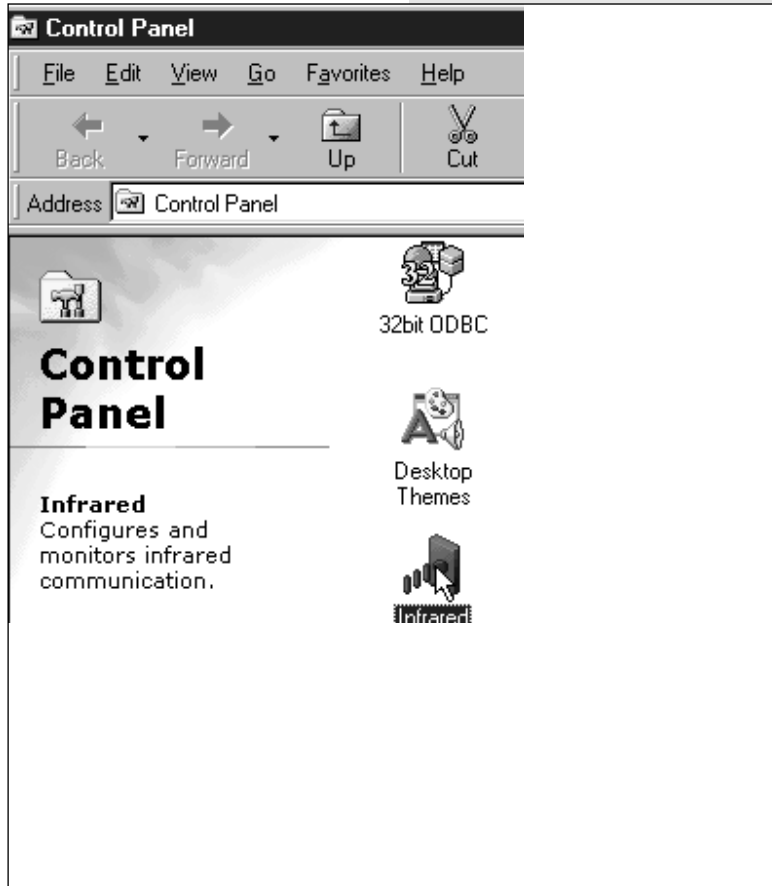 Control Panel
File Edit View Go Favorites Help
Back Forward Up Cut
Address Control Panel
32
32bit ODBC
Control
Panel
A
Desktop
Themes
Infrared
Configures and
monitors infrared
communication.
Infrared